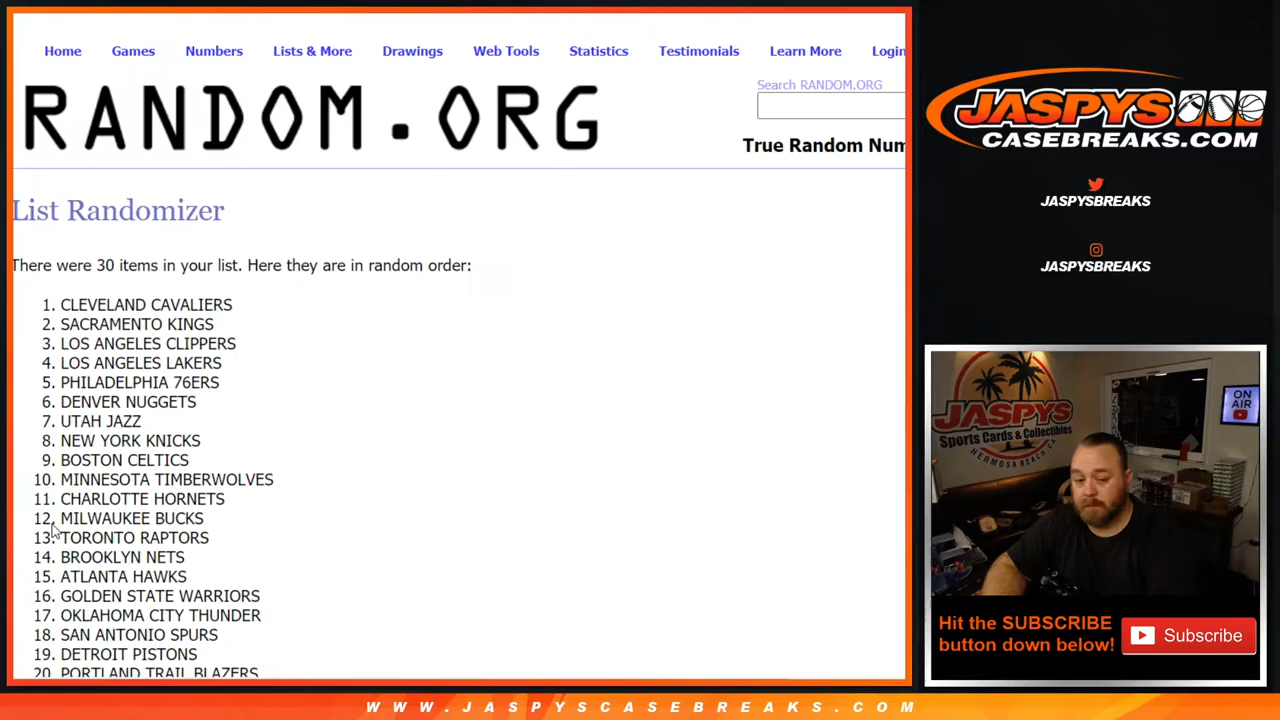 Home Games Numbers Lists & More Drawings Web Tools Statistics Testimonials Learn More Login
RANDOM.ORG
Search RANDOM.ORG
True Random Num
List Randomizer
There were 30 items in your list. Here they are in random order:
1. CLEVELAND CAVALIERS
2. SACRAMENTO KINGS
3. LOS ANGELES CLIPPERS
4. LOS ANGELES LAKERS
5. PHILADELPHIA 76ERS
6. DENVER NUGGETS
7. UTAH JAZZ
8. NEW YORK KNICKS
9. BOSTON CELTICS
10. MINNESOTA TIMBERWOLVES
11. CHARLOTTE HORNETS
12. MILWAUKEE BUCKS
13. TORONTO RAPTORS
14. BROOKLYN NETS
15. ATLANTA HAWKS
16. GOLDEN STATE WARRIORS
17. OKLAHOMA CITY THUNDER
18. SAN ANTONIO SPURS
19. DETROIT PISTONS
20. PORTLAND TRAIL BLAZERS
JASPYS
CASEBREAKS.COM
JASPYSBREAKS
JASPYSBREAKS
JASPYS
Sports Cards & Collectibles
HERMOSA BEACH, CA
ON
AIR
Hit the SUBSCRIBE
button down below!
Subscribe
WWW.JASPYSCASEBREAKS.COM